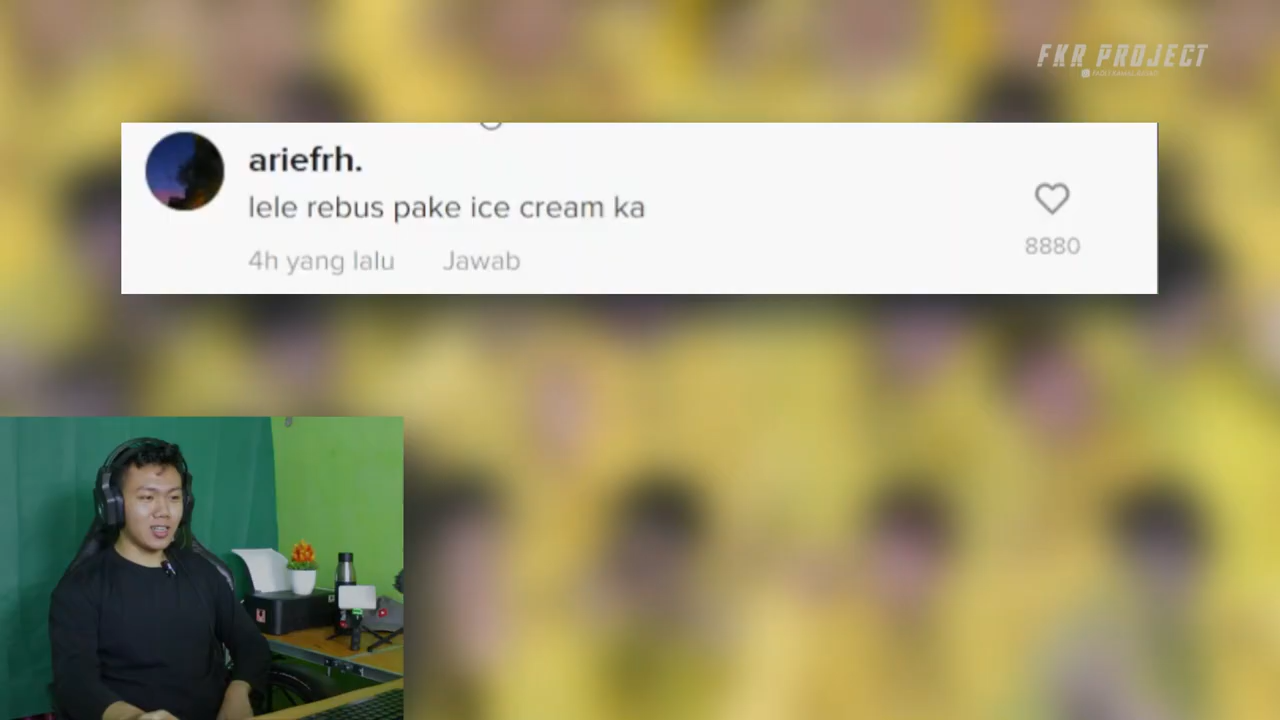 FKR PROJECT
ariefrh.
lele rebus pake ice cream ka
8880
4h yang lalu Jawab